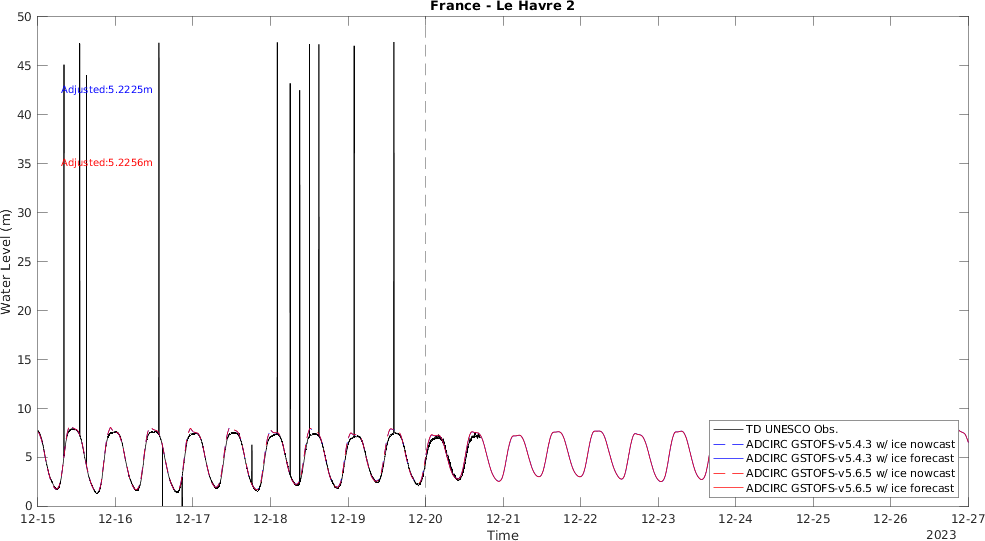 France - Le Havre 2
Water Level (m)
50
45
40
35
30
25
20
15
10
5
0
Adjusted:5.2225m
Adjusted:5.2256m
TD UNESCO Obs.
ADCIRC GSTOFS-v5.4.3 w/ ice nowcast
ADCIRC GSTOFS-v5.4.3 w/ ice forecast
ADCIRC GSTOFS-v5.6.5 w/ ice nowcast
ADCIRC GSTOFS-v5.6.5 w/ ice forecast
12-15 12-16 12-17 12-18 12-19 12-20 12-21 12-22 12-23 12-24 12-25 12-26 12-27
Time
2023